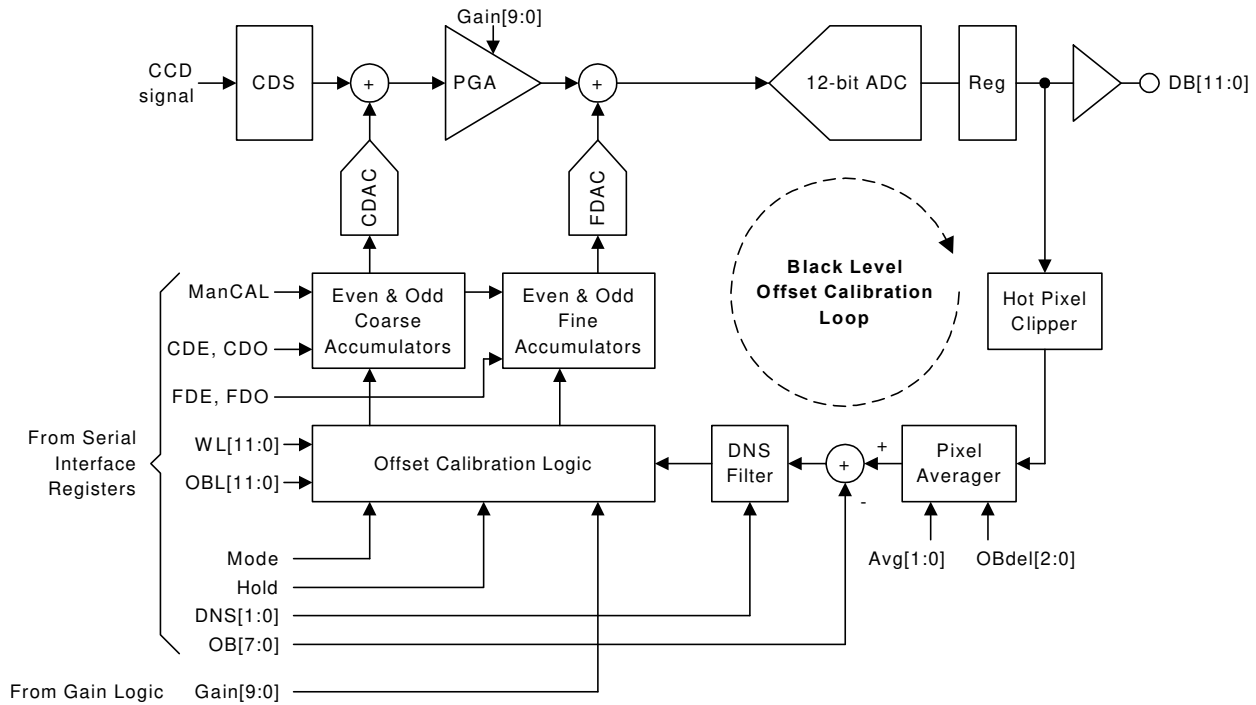 Gain[9:0]
CCD
signal
CDS
+
PGA
+
12-bit ADC
Reg
DB[11:0]
CDAC
FDAC
Black Level
Offset Calibration
Loop
ManCAL
Even & Odd
Coarse
Accumulators
Even & Odd
Fine
Accumulators
Hot Pixel
Clipper
CDE, CDO
FDE, FDO
From Serial
Interface
Registers
WL[11:0]
OBL[11:0]
Offset Calibration Logic
DNS
Filter
+
+
-
Pixel
Averager
Avg[1:0]
OBdel[2:0]
Mode
Hold
DNS[1:0]
OB[7:0]
From Gain Logic
Gain[9:0]